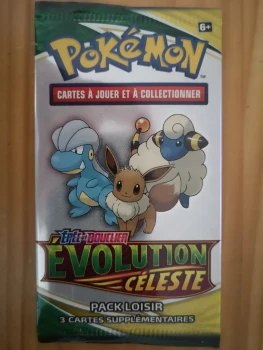 6+
POKÉMON
CARTES À JOUER ET À COLLECTIONNER
ÉPÉE ET BOUCLIER
ÉVOLUTION
CÉLESTE
PACK LOISIR
3 CARTES SUPPLÉMENTAIRES